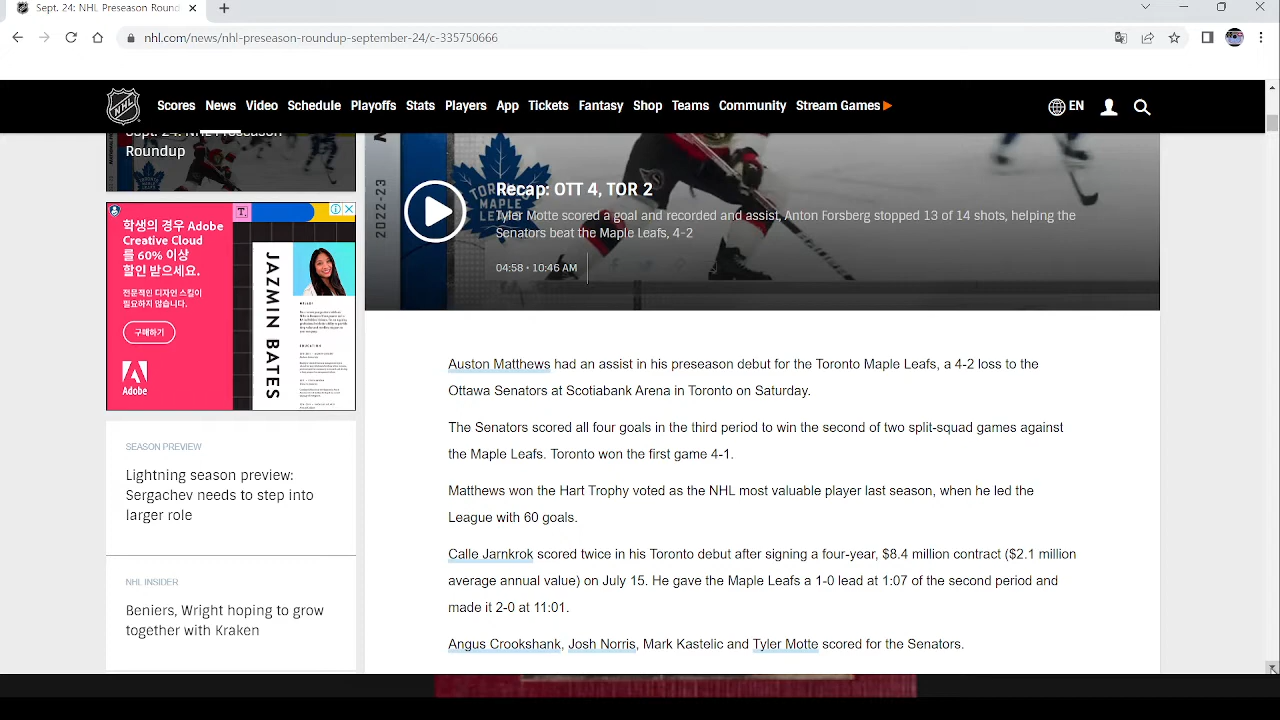 Sept. 24: NHL Preseason Round
nhl.com/news/nhl-preseason-roundup-september-24/c-335750666
NHL
Scores News Video Schedule Playoffs Stats Players App Tickets Fantasy Shop Teams Community Stream Games EN
Sept. 24: NHL Preseason
Roundup
2022-23
TORONTO
MAPLE
LEAFS
Recap: OTT 4, TOR 2
Tyler Motte scored a goal and recorded and assist, Anton Forsberg stopped 13 of 14 shots, helping the
Senators beat the Maple Leafs, 4-2
04:58 • 10:46 AM
학생의 경우 Adobe
Creative Cloud
를 60% 이상
할인 받으세요.
전문적인 디자인 스킬이
필요하지 않습니다.
구매하기
Adobe
T
JAZMIN BATES
HELLO!
SEASON PREVIEW
Lightning season preview:
Sergachev needs to step into
larger role
NHL INSIDER
Beniers, Wright hoping to grow
together with Kraken
Auston Matthews had an assist in his preseason debut for the Toronto Maple Leafs, a 4-2 loss to the
Ottawa Senators at Scotiabank Arena in Toronto on Saturday.
The Senators scored all four goals in the third period to win the second of two split-squad games against
the Maple Leafs. Toronto won the first game 4-1.
Matthews won the Hart Trophy voted as the NHL most valuable player last season, when he led the
League with 60 goals.
Calle Jarnkrok scored twice in his Toronto debut after signing a four-year, $8.4 million contract ($2.1 million
average annual value) on July 15. He gave the Maple Leafs a 1-0 lead at 1:07 of the second period and
made it 2-0 at 11:01.
Angus Crookshank, Josh Norris, Mark Kastelic and Tyler Motte scored for the Senators.